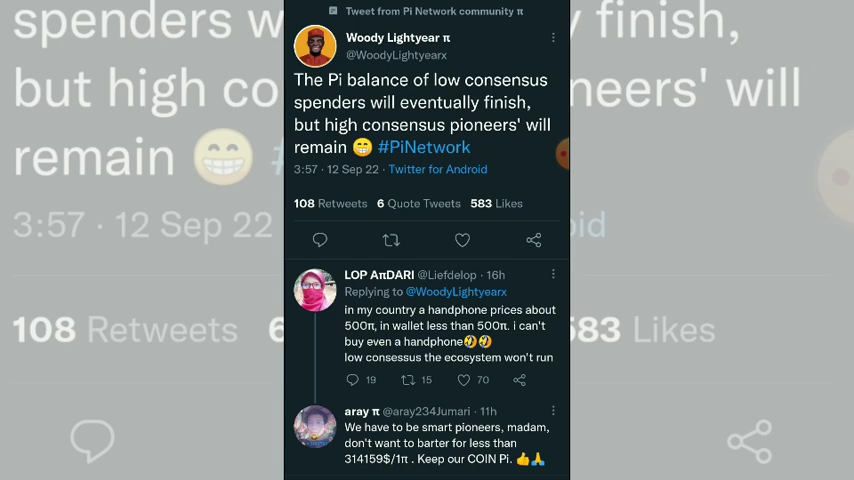 Tweet from Pi Network community π
Woody Lightyear π
@WoodyLightyearx
The Pi balance of low consensus
spenders will eventually finish,
but high consensus pioneers' will
remain 😁 #PiNetwork
3:57 · 12 Sep 22 · Twitter for Android
108 Retweets 6 Quote Tweets 583 Likes
LOP AπDARI @Liefdelop · 16h
Replying to @WoodyLightyearx
in my country a handphone prices about
500π, in wallet less than 500π. i can't
buy even a handphone🤣🤣
low consessus the ecosystem won't run
19 15 70
aray π @aray234Jumari · 11h
We have to be smart pioneers, madam,
don't want to barter for less than
314159$/1π . Keep our COIN Pi. 👍🙏
spenders w
finish,
but high co
neers' will
remain 😁 #
3:57 · 12 Sep 22
oid
108 Retweets 6
583 Likes